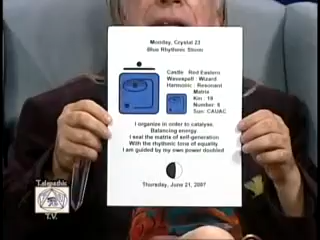 Monday, Crystal 23
Blue Rhythmic Storm
Castle Red Eastern
Wavespell : Wizard
Harmonic : Resonant
Matrix
Kin : 19
Number 6
Sun: CAUAC
I organize in order to catalyze
Balancing energy
I seal the matrix of self-generation
With the rhythmic tone of equality
I am guided by my own power doubled
Thursday, June 21, 2007
Telepathic
T.V.